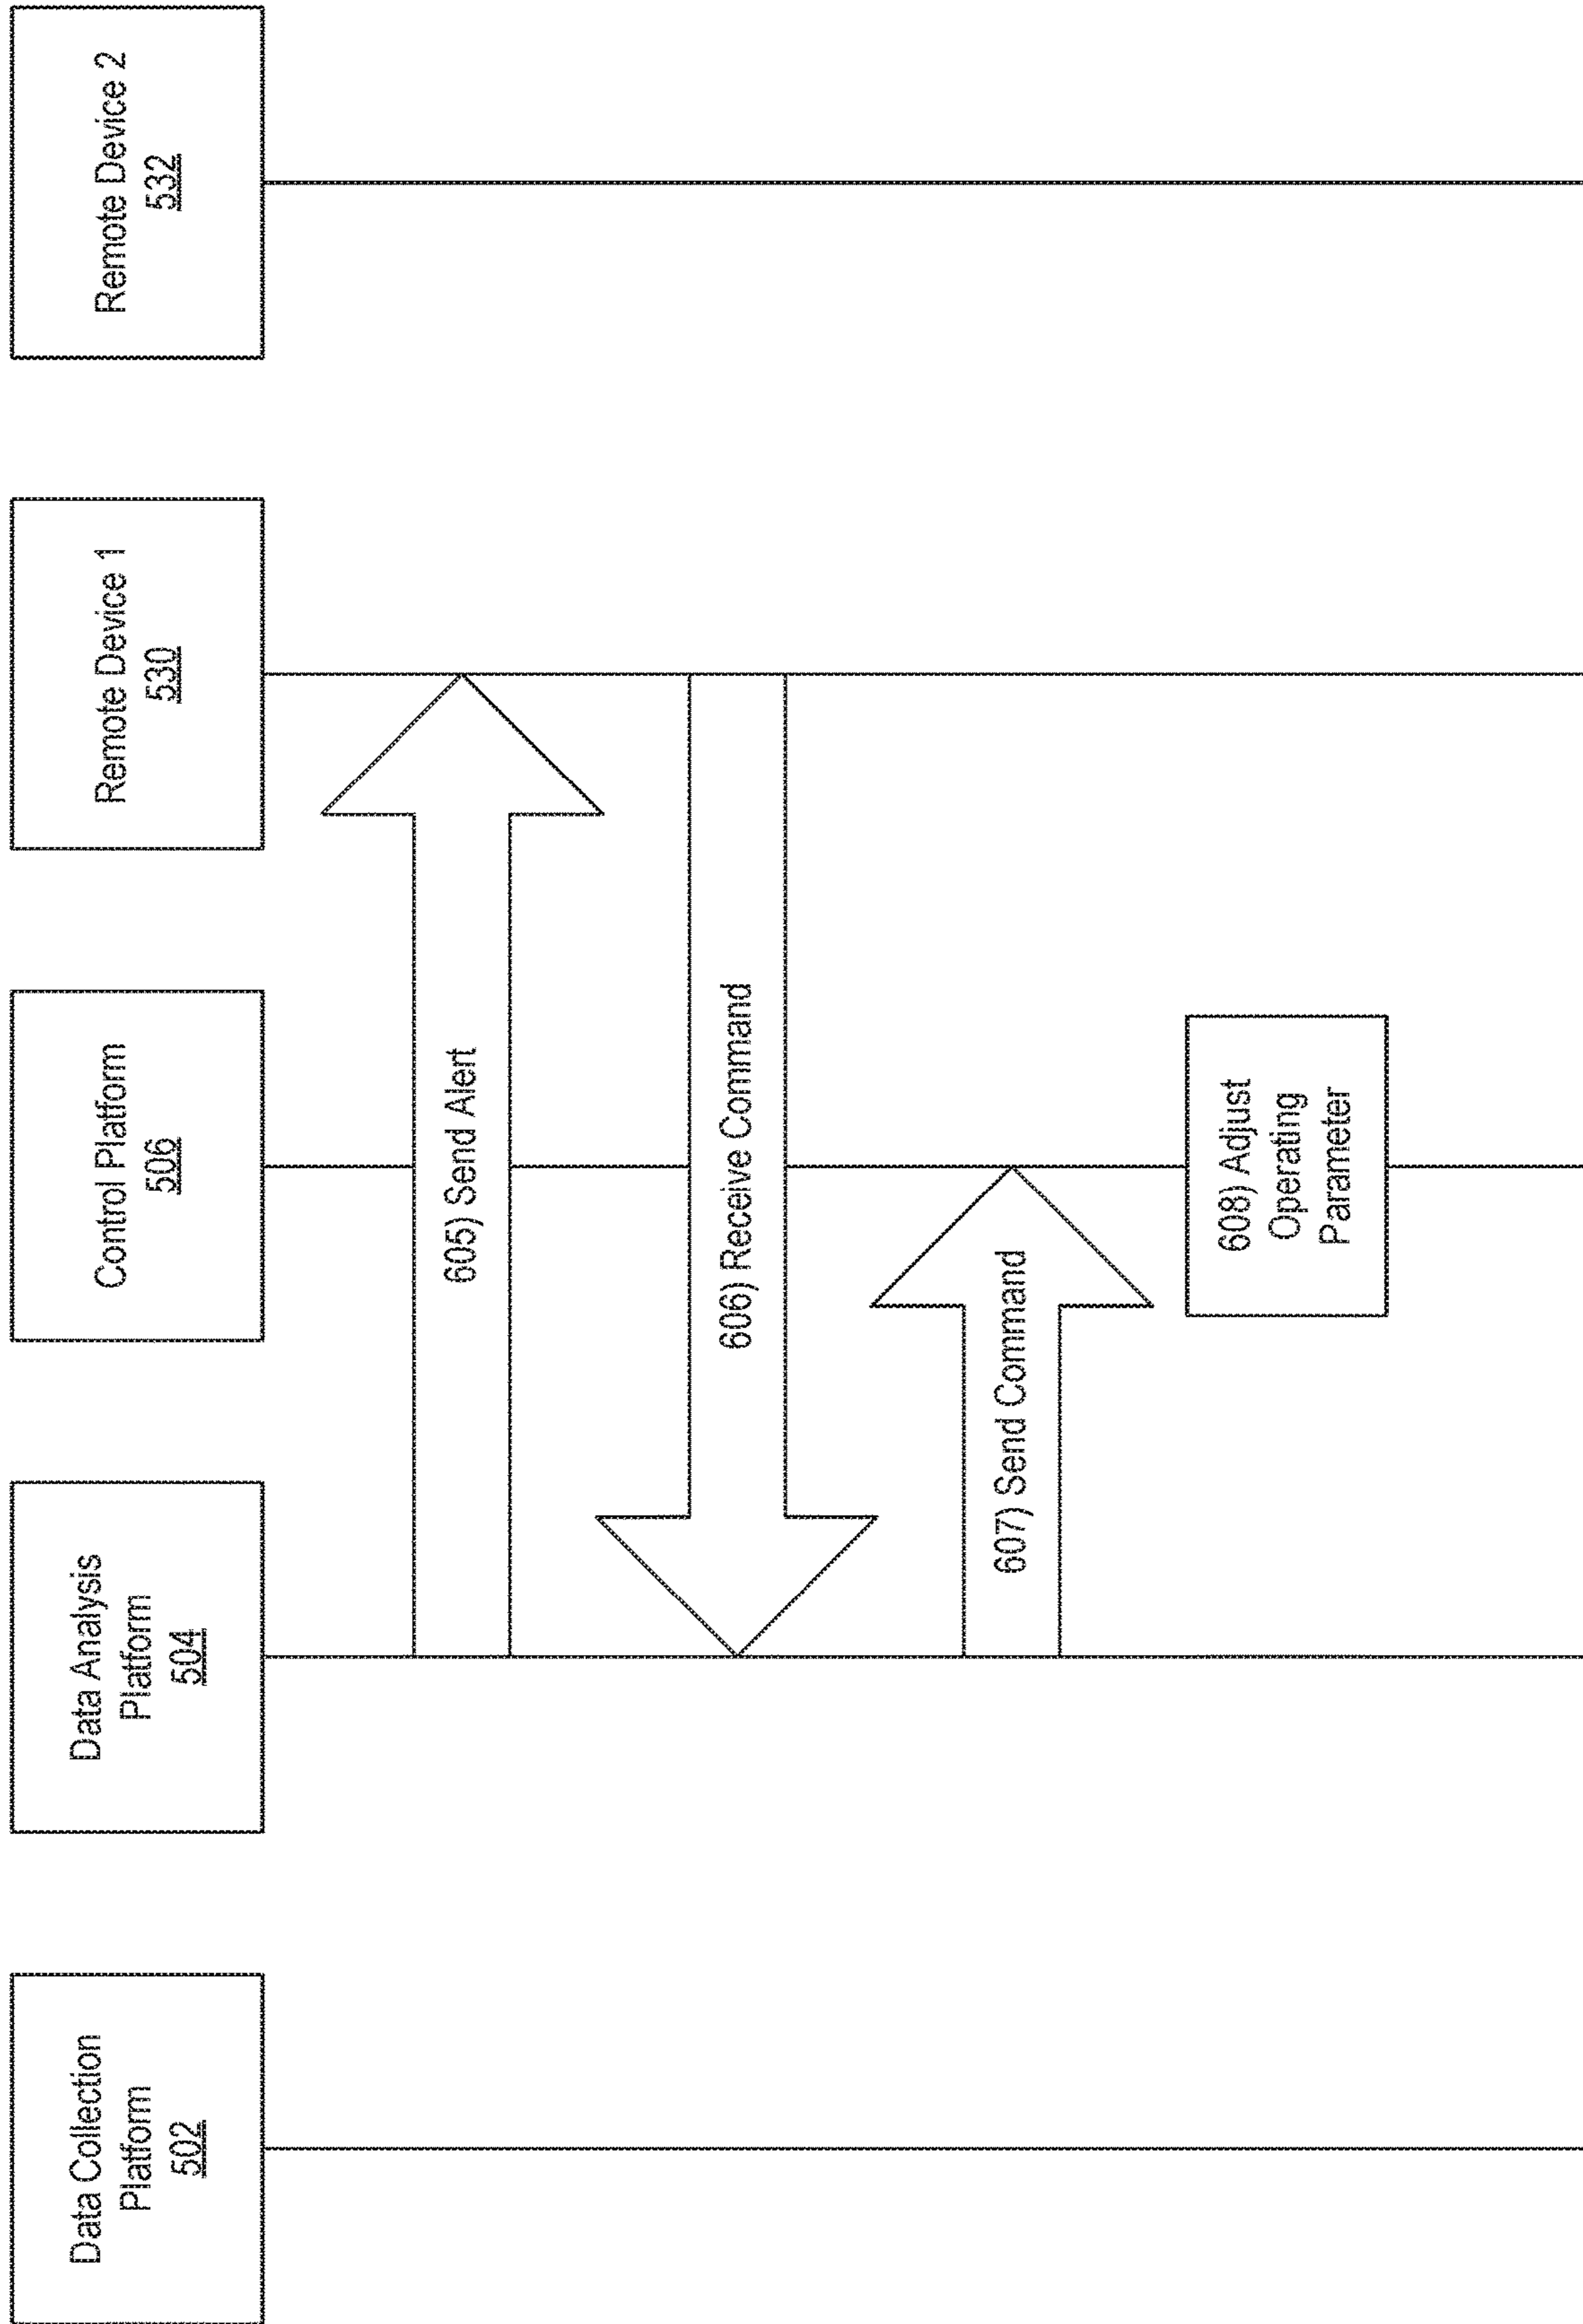 Data Collection
Platform
502
Data Analysis
Platform
504
Control Platform
506
Remote Device 1
530
Remote Device 2
532
605) Send Alert
606) Receive Command
607) Send Command
608) Adjust
Operating
Parameter